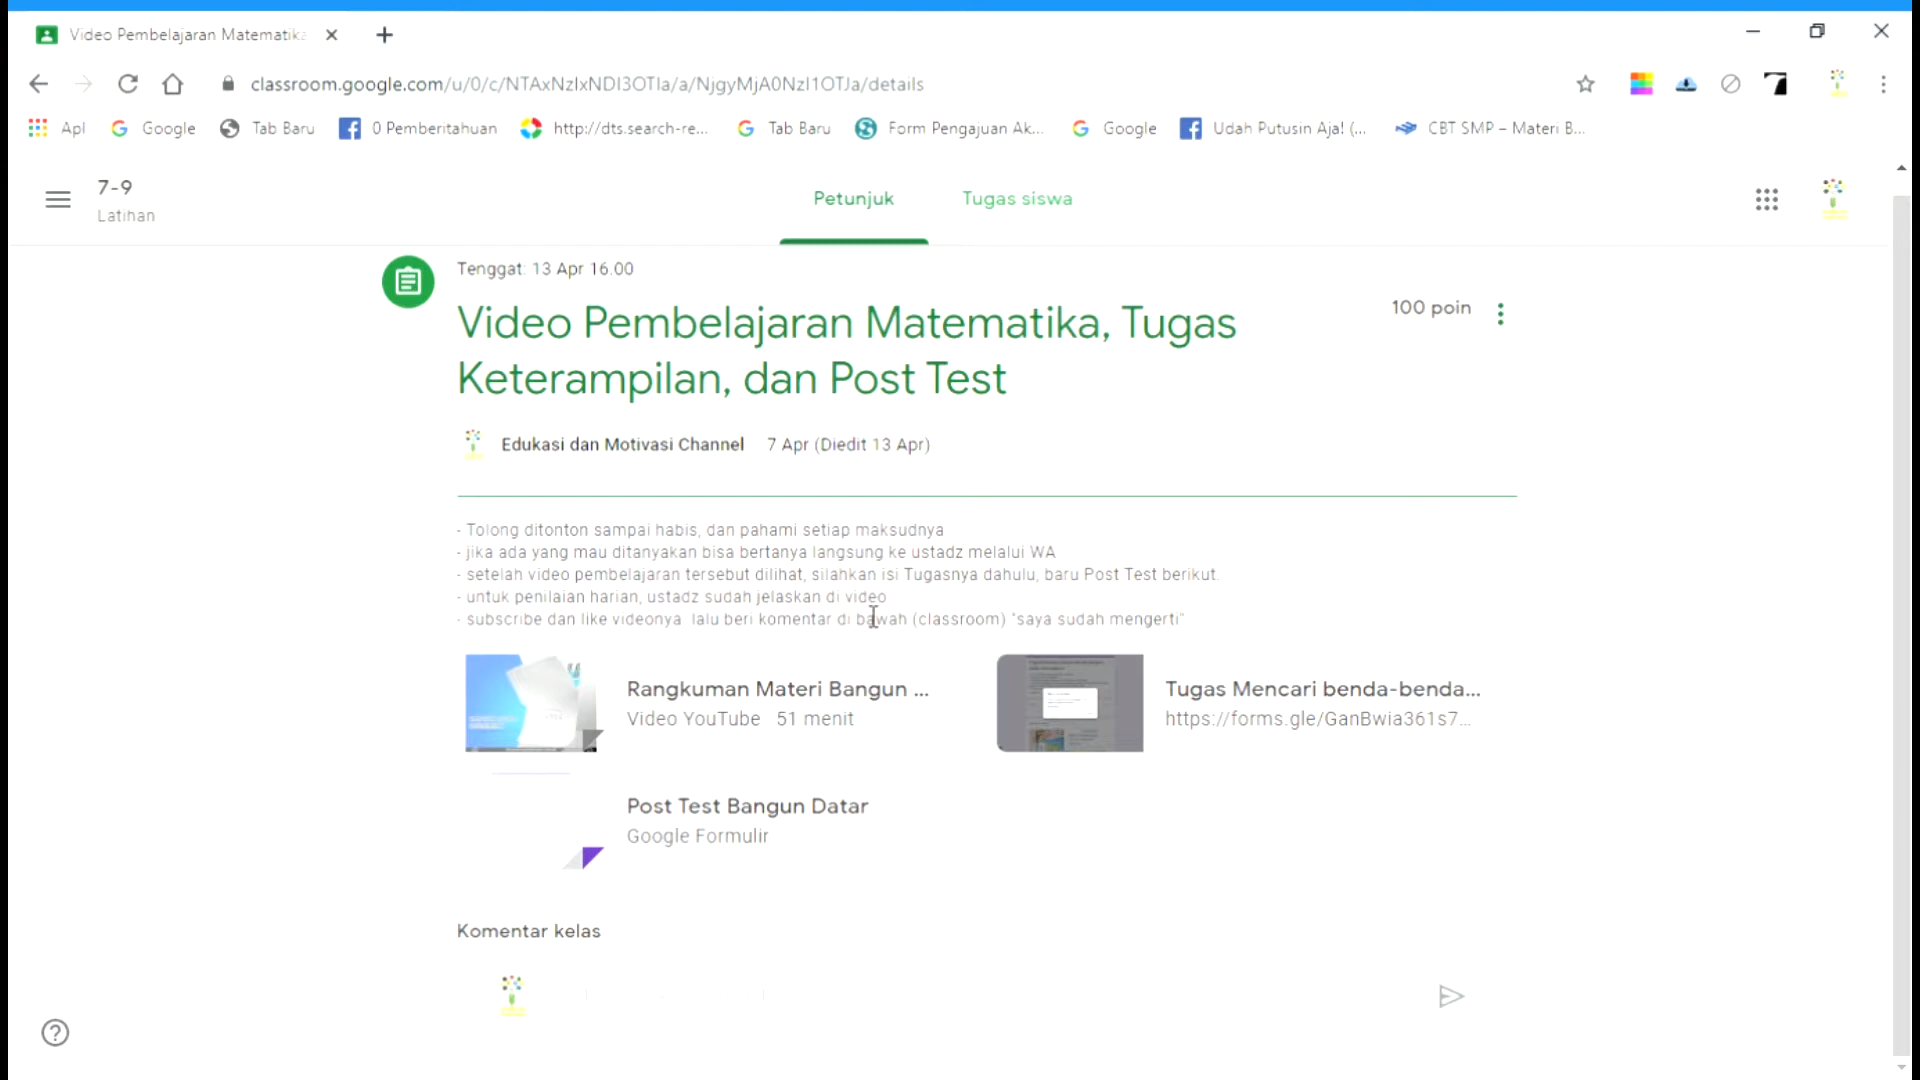 Video Pembelajaran Matematika
classroom.google.com/u/0/c/NTAxNzIxNDI3OTIa/a/NjgyMjA0NzI1OTJa/details
Apl
Google
Tab Baru
0 Pemberitahuan
http://dts.search-re...
Tab Baru
Form Pengajuan Ak...
Google
Udah Putusin Aja! (...
CBT SMP – Materi B...
7-9
Latihan
Petunjuk
Tugas siswa
Tenggat: 13 Apr 16.00
Video Pembelajaran Matematika, Tugas
Keterampilan, dan Post Test
100 poin
Edukasi dan Motivasi Channel 7 Apr (Diedit 13 Apr)
- Tolong ditonton sampai habis, dan pahami setiap maksudnya
- jika ada yang mau ditanyakan bisa bertanya langsung ke ustadz melalui WA
- setelah video pembelajaran tersebut dilihat, silahkan isi Tugasnya dahulu, baru Post Test berikut.
- untuk penilaian harian, ustadz sudah jelaskan di video
- subscribe dan like videonya lalu beri komentar di bawah (classroom) "saya sudah mengerti"
Rangkuman Materi Bangun ...
Video YouTube 51 menit
Tugas Mencari benda-benda...
https://forms.gle/GanBwia361s7...
Post Test Bangun Datar
Google Formulir
Komentar kelas